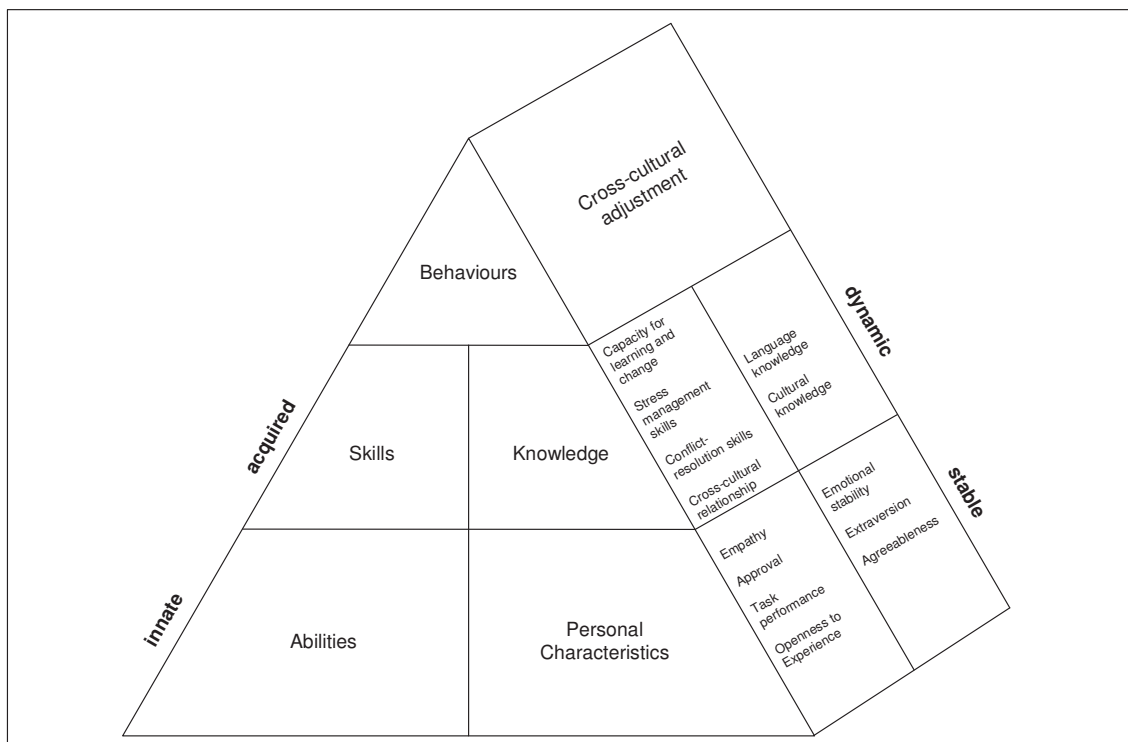 Cross-cultural
adjustment
Behaviours
dynamic
Capacity for
learning and
change
Stress
management
skills
Conflict-
resolution skills
Cross-cultural
relationship
Language
knowledge
Cultural
knowledge
acquired
Skills
Knowledge
stable
Emotional
stability
Extraversion
Agreeableness
Empathy
Approval
Task
performance
Openness to
Experience
innate
Abilities
Personal
Characteristics